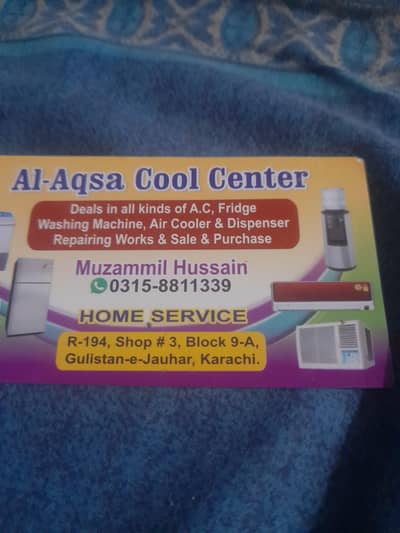 Al-Aqsa Cool Center
Deals in all kinds of A.C, Fridge
Washing Machine, Air Cooler & Dispenser
Repairing Works & Sale & Purchase
Muzammil Hussain
0315-8811339
HOME SERVICE
R-194, Shop # 3, Block 9-A,
Gulistan-e-Jauhar, Karachi.